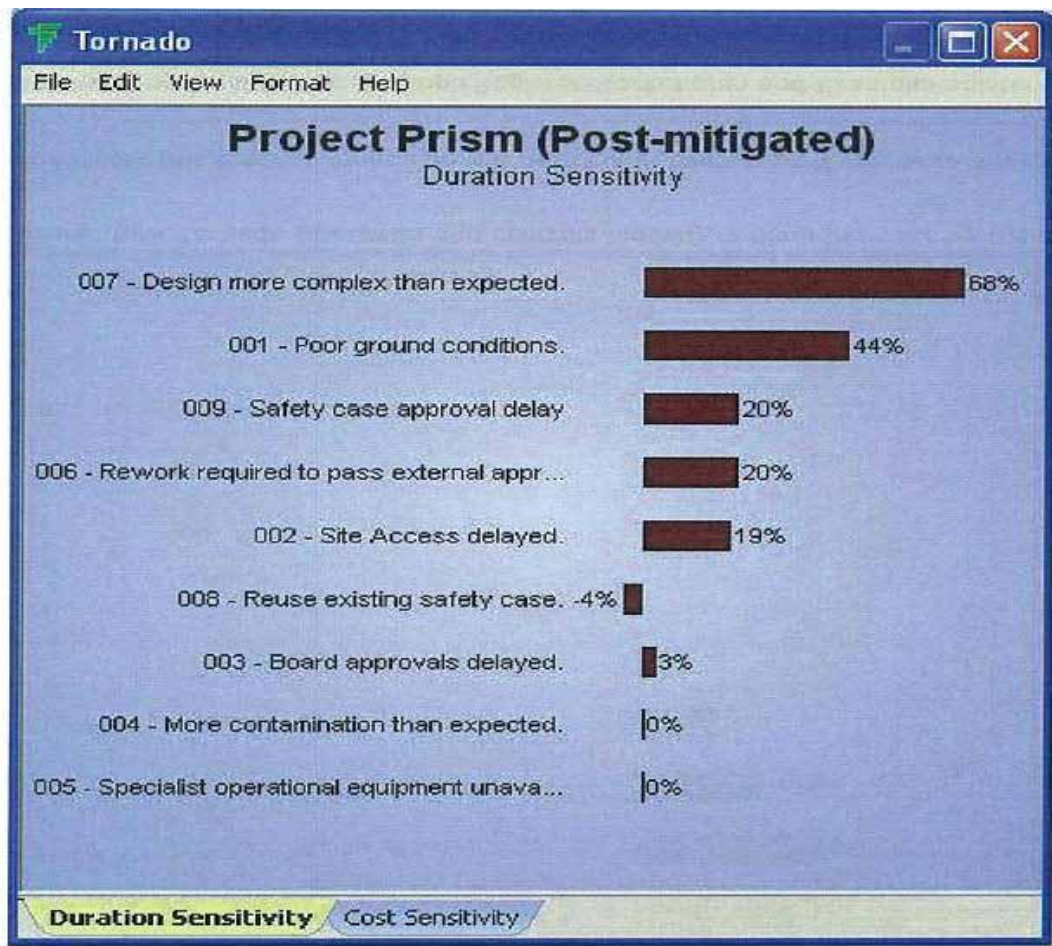 Tornado
File Edit View Format Help
Project Prism (Post-mitigated)
Duration Sensitivity
007 - Design more complex than expected. 68%
001 - Poor ground conditions. 44%
009 - Safety case approval delay 20%
006 - Rework required to pass external appr... 20%
002 - Site Access delayed. 19%
008 - Reuse existing safety case. -4%
003 - Board approvals delayed. 3%
004 - More contamination than expected. 0%
005 - Specialist operational equipment unava... 0%
Duration Sensitivity Cost Sensitivity